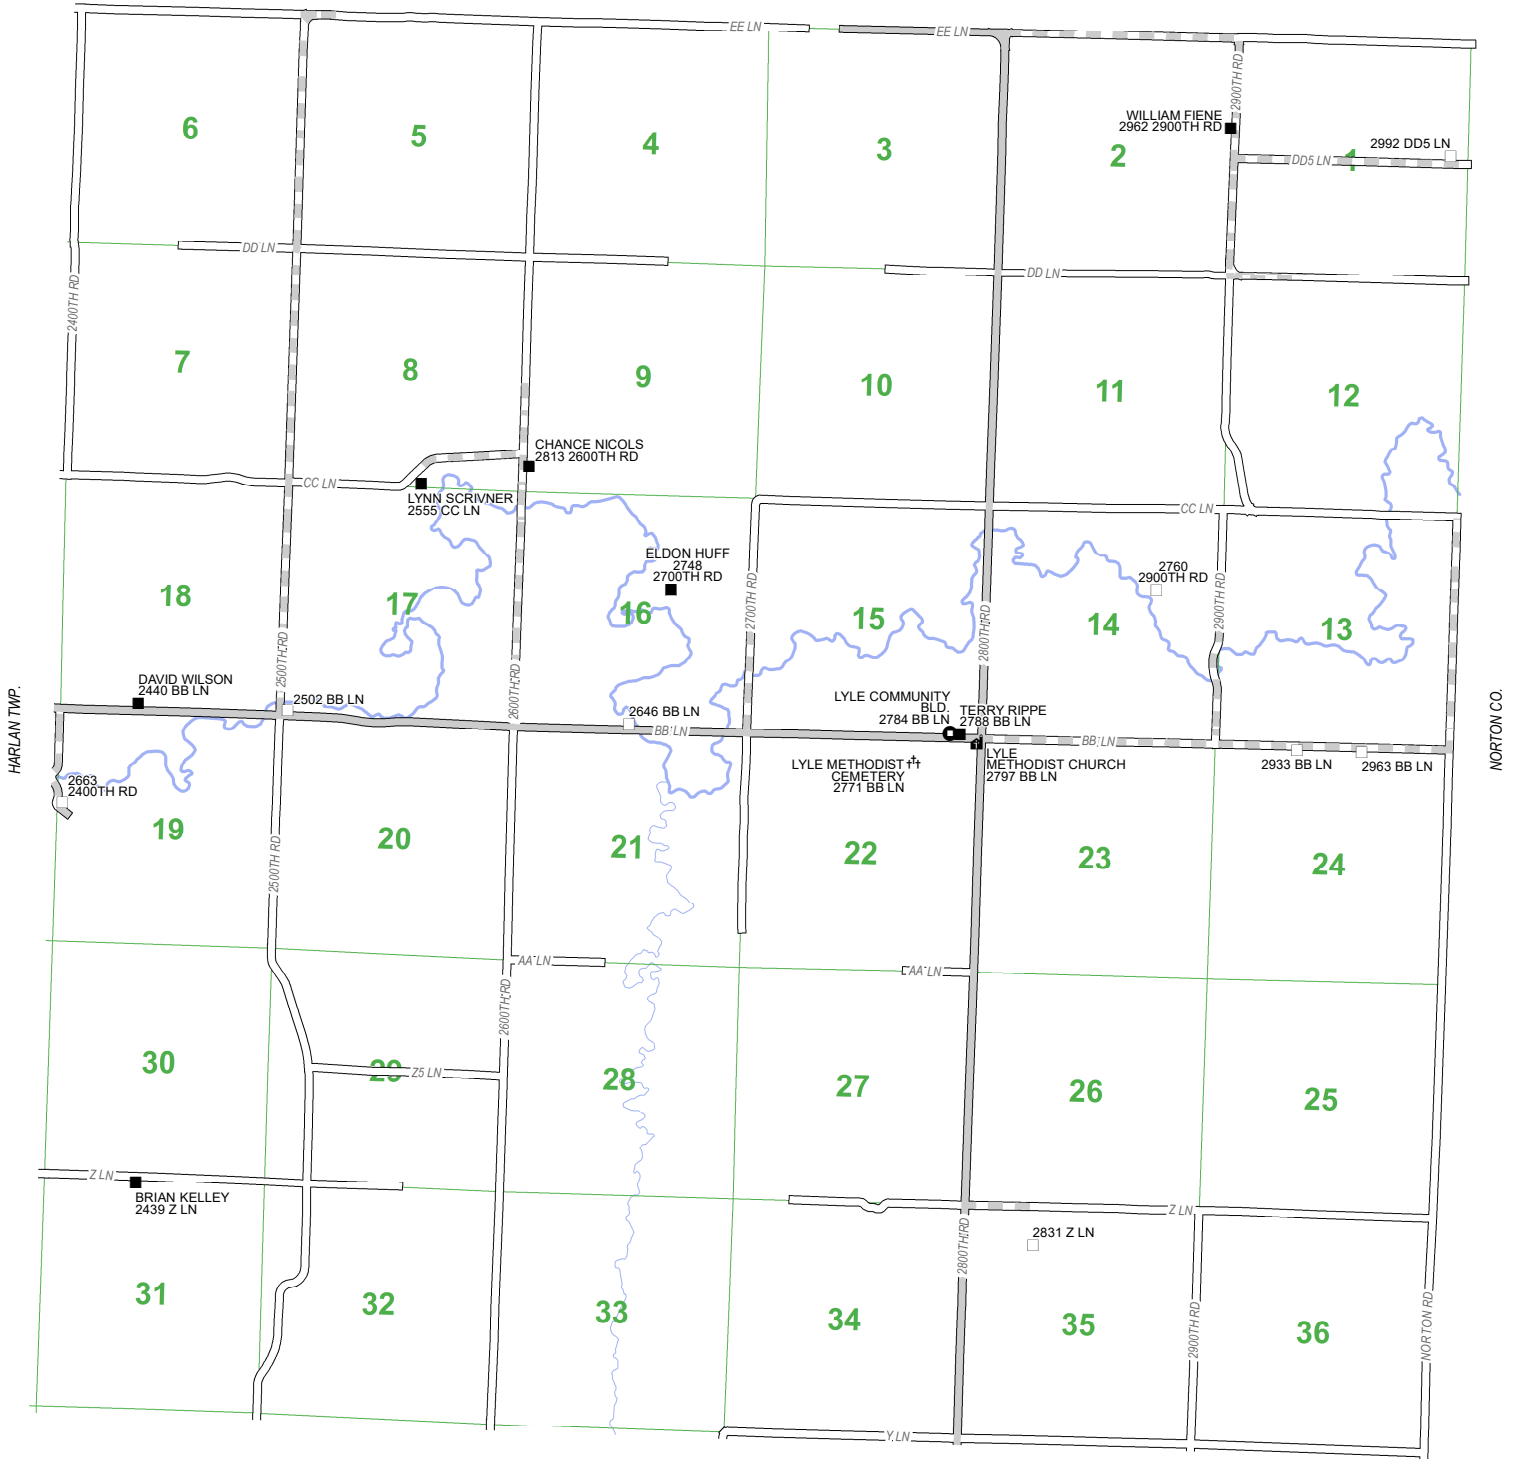 EE LN
EE LN
2900TH RD
WILLIAM FIENE
2962 2900TH RD
6
5
4
3
2
1
2992 DD5 LN
DD5 LN
DD LN
DD LN
2400TH RD
7
8
9
10
11
12
CHANCE NICOLS
2813 2600TH RD
CC LN
LYNN SCRIVNER
2555 CC LN
CC LN
ELDON HUFF
2748
2700TH RD
2760
2900TH RD
2700TH RD
2900TH RD
18
17
16
15
14
13
2800TH RD
2500TH RD
2600TH RD
HARLAN TWP.
NORTON CO.
DAVID WILSON
2440 BB LN
2502 BB LN
2646 BB LN
BB LN
LYLE COMMUNITY
BLD.
2784 BB LN
TERRY RIPPE
2788 BB LN
BB LN
LYLE METHODIST
CEMETERY
2771 BB LN
LYLE
METHODIST CHURCH
2797 BB LN
2933 BB LN
2963 BB LN
2663
2400TH RD
19
20
21
22
23
24
2500TH RD
AA LN
AA LN
2600TH RD
30
29
Z5 LN
28
27
26
25
Z LN
BRIAN KELLEY
2439 Z LN
Z LN
2831 Z LN
2800TH RD
31
32
33
34
35
36
2900TH RD
NORTON RD
Y LN